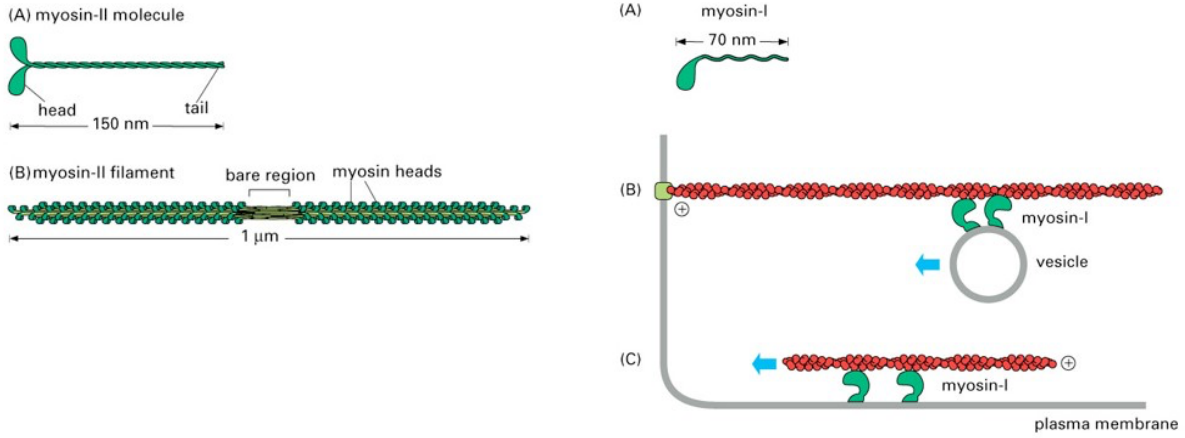 (A) myosin-II molecule
head
tail
150 nm
(B) myosin-II filament
bare region
myosin heads
1 μm
(A)
myosin-I
70 nm
(B)
+
myosin-I
vesicle
(C)
+
myosin-I
plasma membrane